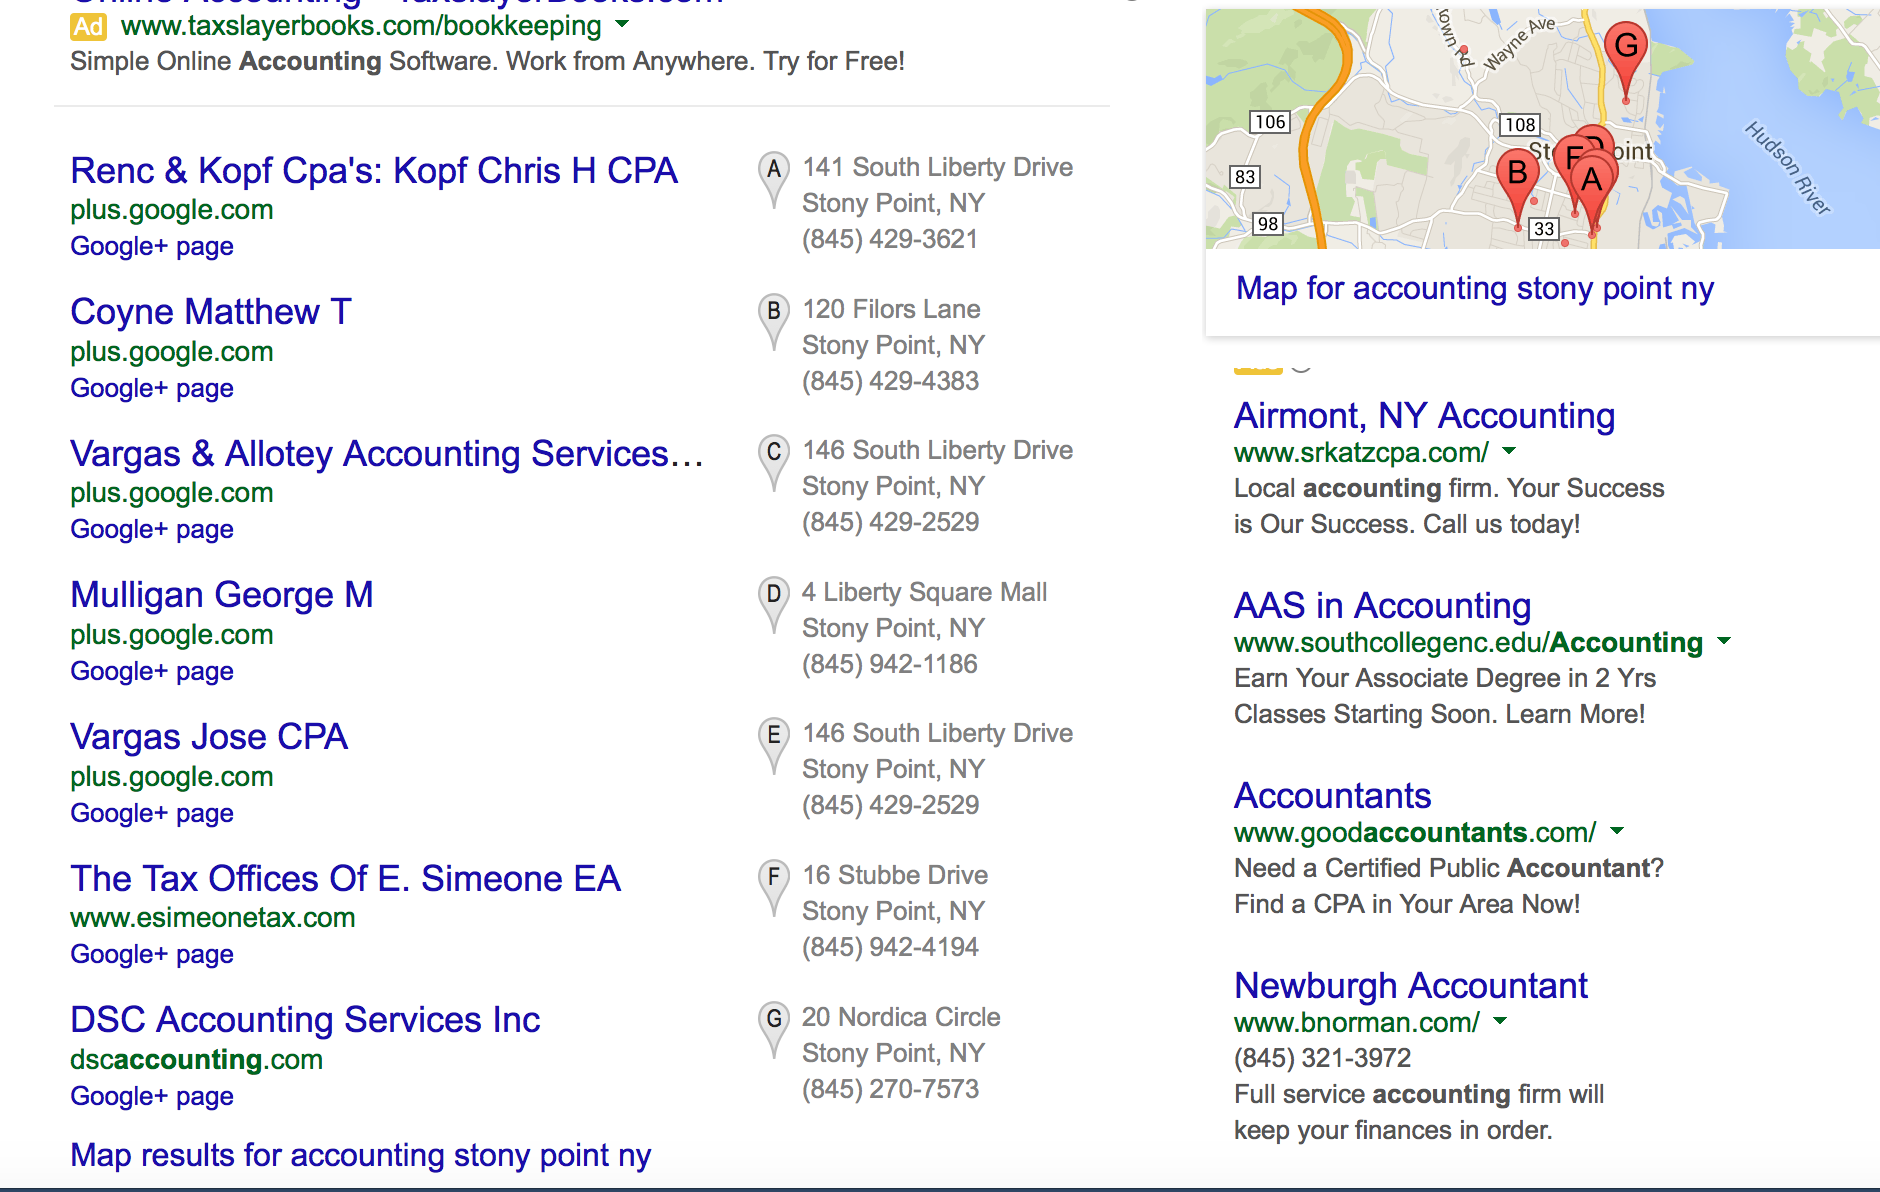 Online Accounting - TaxslayerBooks.com
Ad www.taxslayerbooks.com/bookkeeping
Simple Online Accounting Software. Work from Anywhere. Try for Free!
Renc & Kopf Cpa's: Kopf Chris H CPA
plus.google.com
Google+ page
A 141 South Liberty Drive
Stony Point, NY
(845) 429-3621
Coyne Matthew T
plus.google.com
Google+ page
B 120 Filors Lane
Stony Point, NY
(845) 429-4383
Vargas & Allotey Accounting Services...
plus.google.com
Google+ page
C 146 South Liberty Drive
Stony Point, NY
(845) 429-2529
Mulligan George M
plus.google.com
Google+ page
D 4 Liberty Square Mall
Stony Point, NY
(845) 942-1186
Vargas Jose CPA
plus.google.com
Google+ page
E 146 South Liberty Drive
Stony Point, NY
(845) 429-2529
The Tax Offices Of E. Simeone EA
www.esimeonetax.com
Google+ page
F 16 Stubbe Drive
Stony Point, NY
(845) 942-4194
DSC Accounting Services Inc
dscaccounting.com
Google+ page
G 20 Nordica Circle
Stony Point, NY
(845) 270-7573
Map results for accounting stony point ny
Wayne Ave
G
106
108
83
B
A
98
33
Hudson River
Map for accounting stony point ny
Airmont, NY Accounting
www.srkatzcpa.com/
Local accounting firm. Your Success
is Our Success. Call us today!
AAS in Accounting
www.southcollegenc.edu/Accounting
Earn Your Associate Degree in 2 Yrs
Classes Starting Soon. Learn More!
Accountants
www.goodaccountants.com/
Need a Certified Public Accountant?
Find a CPA in Your Area Now!
Newburgh Accountant
www.bnorman.com/
(845) 321-3972
Full service accounting firm will
keep your finances in order.